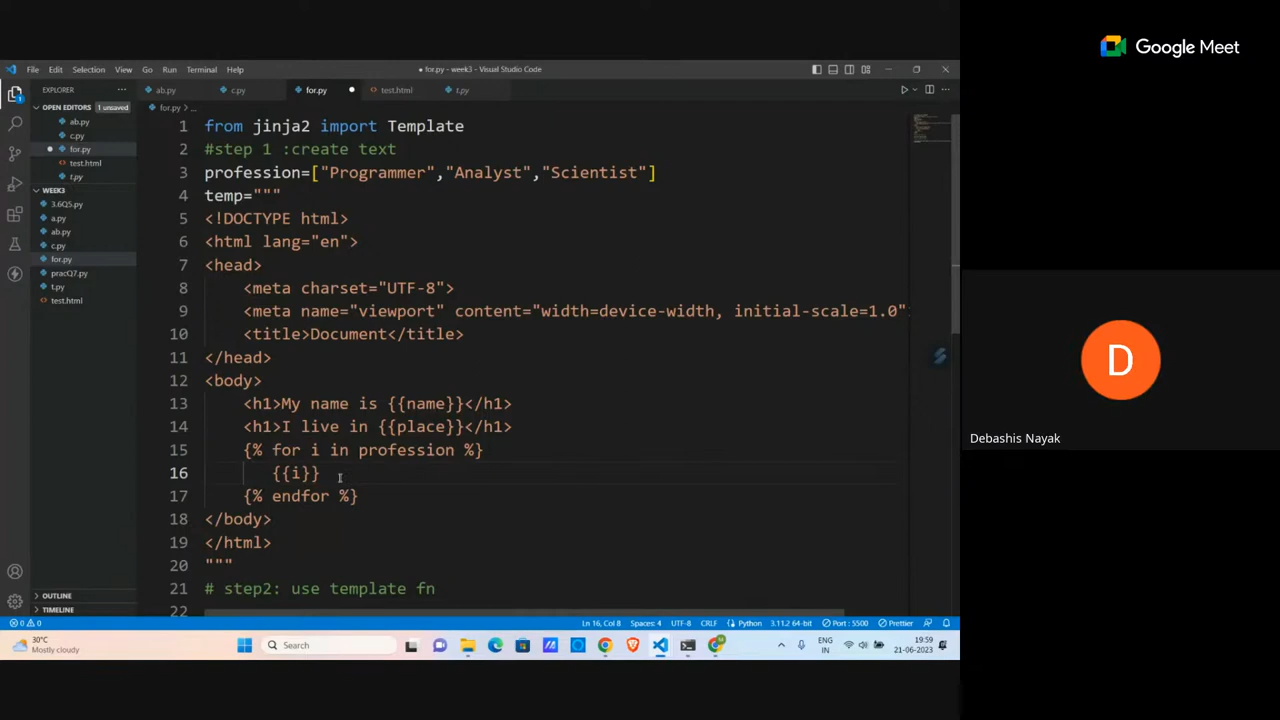 Google Meet
File Edit Selection View Go Run Terminal Help
● for.py - week3 - Visual Studio Code
EXPLORER
ab.py
c.py
for.py
test.html
t.py
OPEN EDITORS 1 unsaved
ab.py
c.py
for.py
test.html
t.py
WEEK3
3.6Q5.py
a.py
ab.py
c.py
for.py
pracQ7.py
t.py
test.html
OUTLINE
TIMELINE
for.py > ...
1 from jinja2 import Template
2 #step 1 :create text
3 profession=["Programmer","Analyst","Scientist"]
4 temp="""
5 <!DOCTYPE html>
6 <html lang="en">
7 <head>
8 <meta charset="UTF-8">
9 <meta name="viewport" content="width=device-width, initial-scale=1.0">
10 <title>Document</title>
11 </head>
12 <body>
13 <h1>My name is {{name}}</h1>
14 <h1>I live in {{place}}</h1>
15 {% for i in profession %}
16 {{i}}
17 {% endfor %}
18 </body>
19 </html>
20 """
21 # step2: use template fn
22
D
Debashis Nayak
0 0 Ln 16, Col 8 Spaces: 4 UTF-8 CRLF Python 3.11.2 64-bit Port : 5500 Prettier
30°C
Mostly cloudy
Search
ENG
IN
19:59
21-06-2023